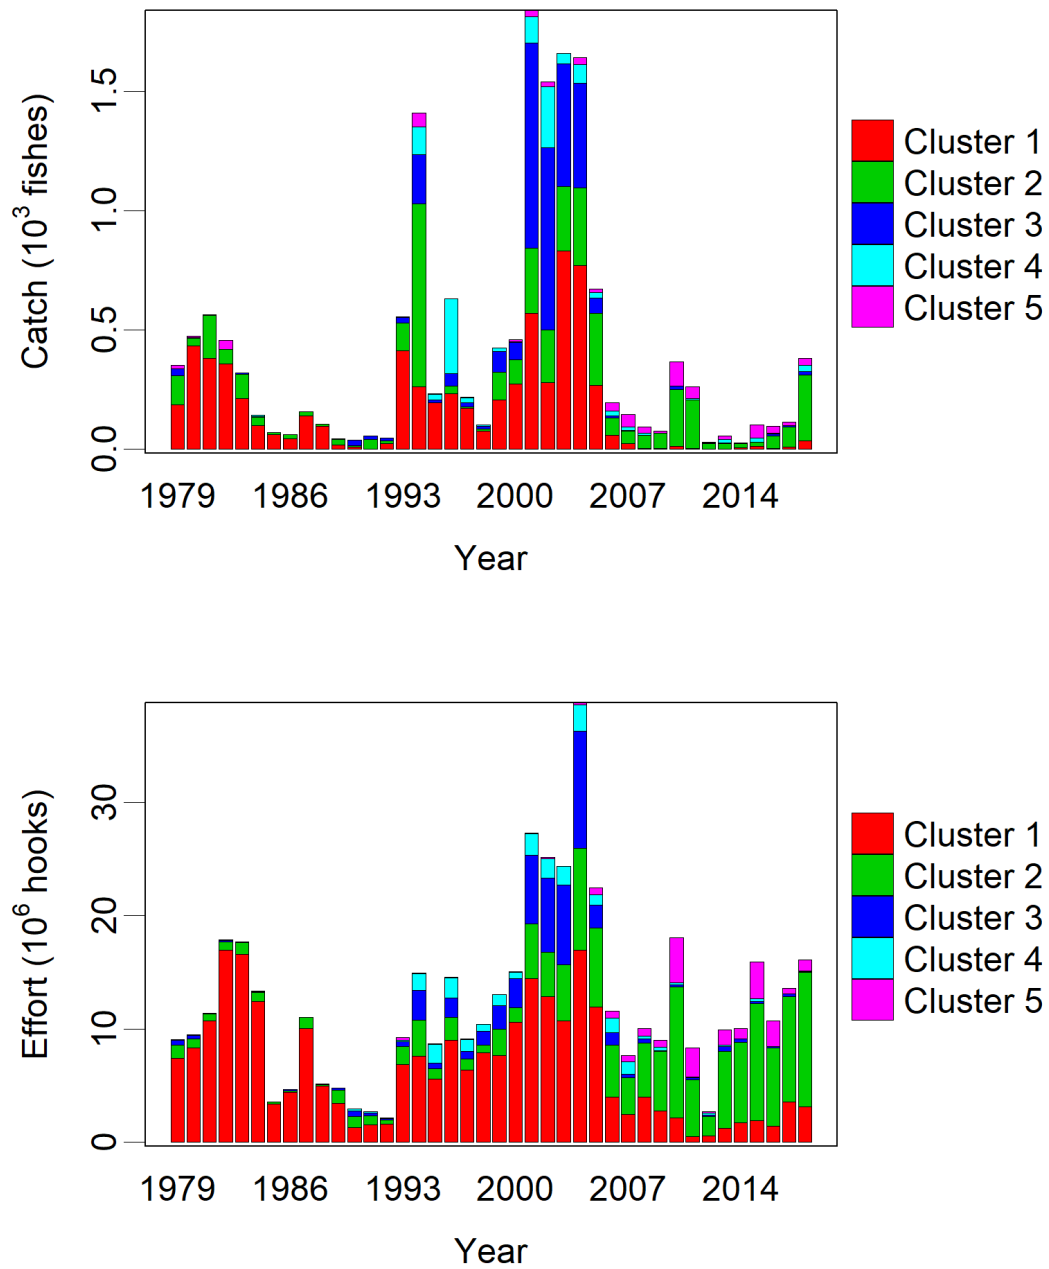 Catch (10³ fishes)
0.0
0.5
1.0
1.5
1979
1986
1993
2000
2007
2014
Year
Cluster 1
Cluster 2
Cluster 3
Cluster 4
Cluster 5
Effort (10⁶ hooks)
0
10
20
30
1979
1986
1993
2000
2007
2014
Year
Cluster 1
Cluster 2
Cluster 3
Cluster 4
Cluster 5